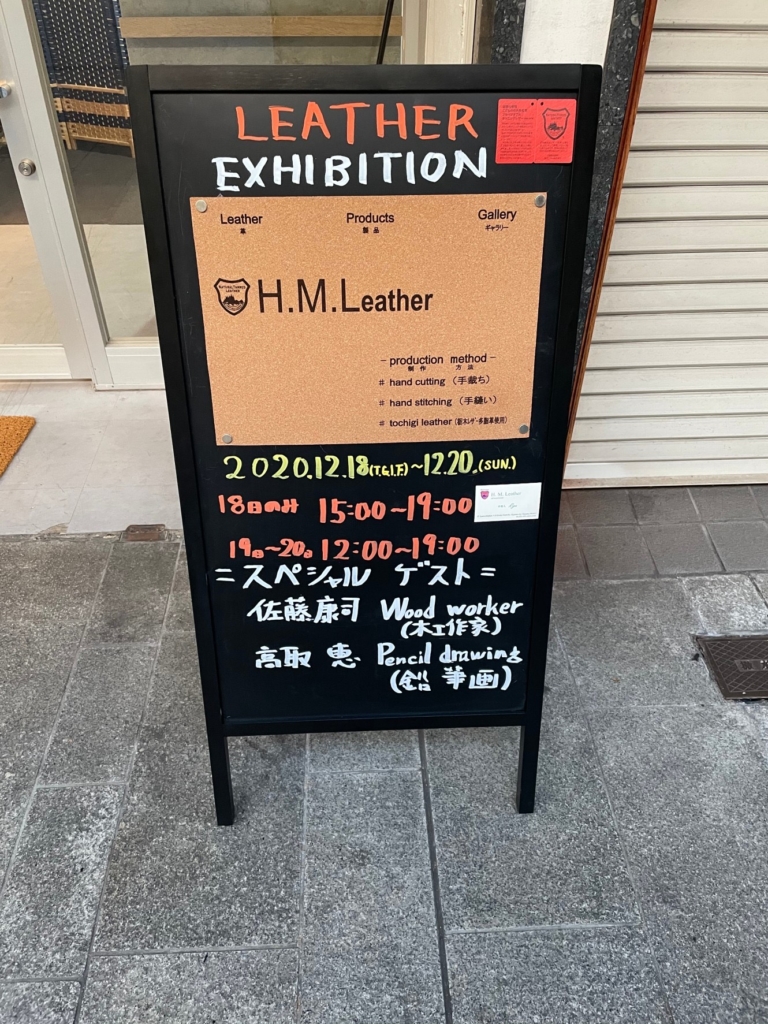 LEATHER
EXHIBITION
Leather Products Gallery
革 製品 ギャラリー
H.M.Leather
- production method -
制作 方法
# hand cutting (手裁ち)
# hand stitching (手縫い)
# tochigi leather
2020.12.18(T.G.I.F)~12.20.(SUN.)
18日のみ 15:00~19:00
H. M. Leather
19日~20日 12:00~19:00
=スペシャル ゲスト=
佐藤康司 Wood worker
(木工作家)
高取 恵 Pencil drawing
(鉛筆画)